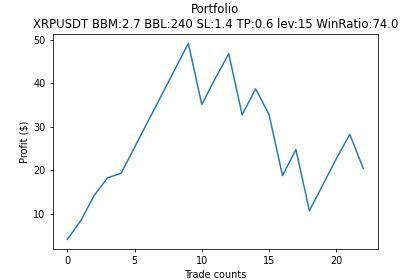 Portfolio
XRPUSDT BBM:2.7 BBL:240 SL:1.4 TP:0.6 lev:15 WinRatio:74.0
50
40
30
20
10
Profit ($)
0 5 10 15 20
Trade counts